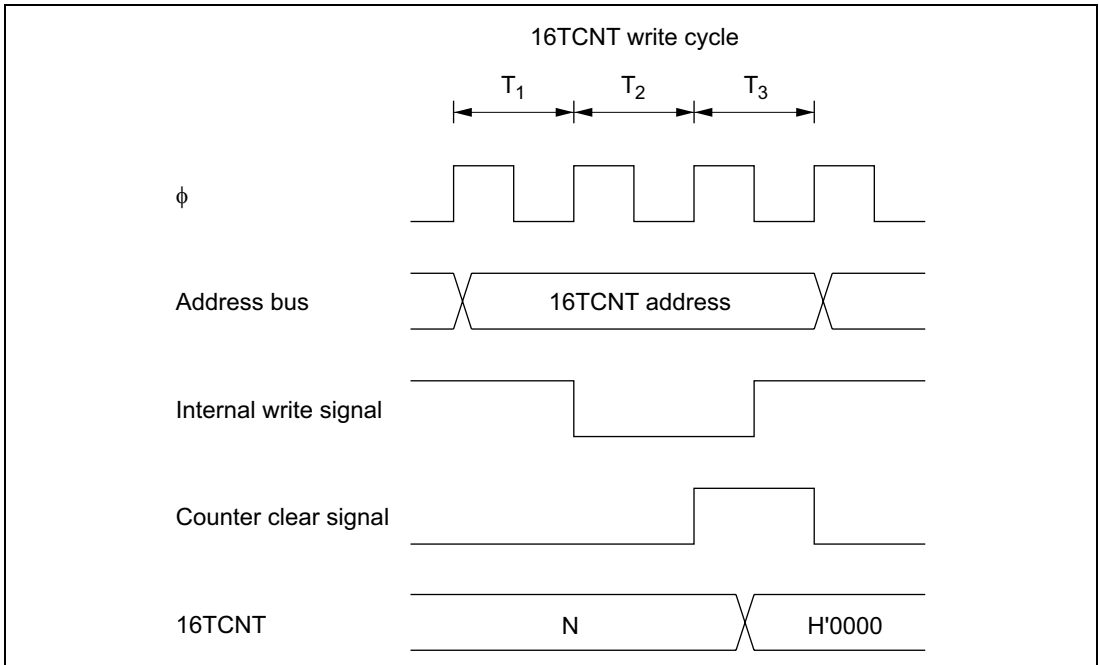 16TCNT write cycle
T1 T2 T3
φ
Address bus
16TCNT address
Internal write signal
Counter clear signal
16TCNT
N
H'0000